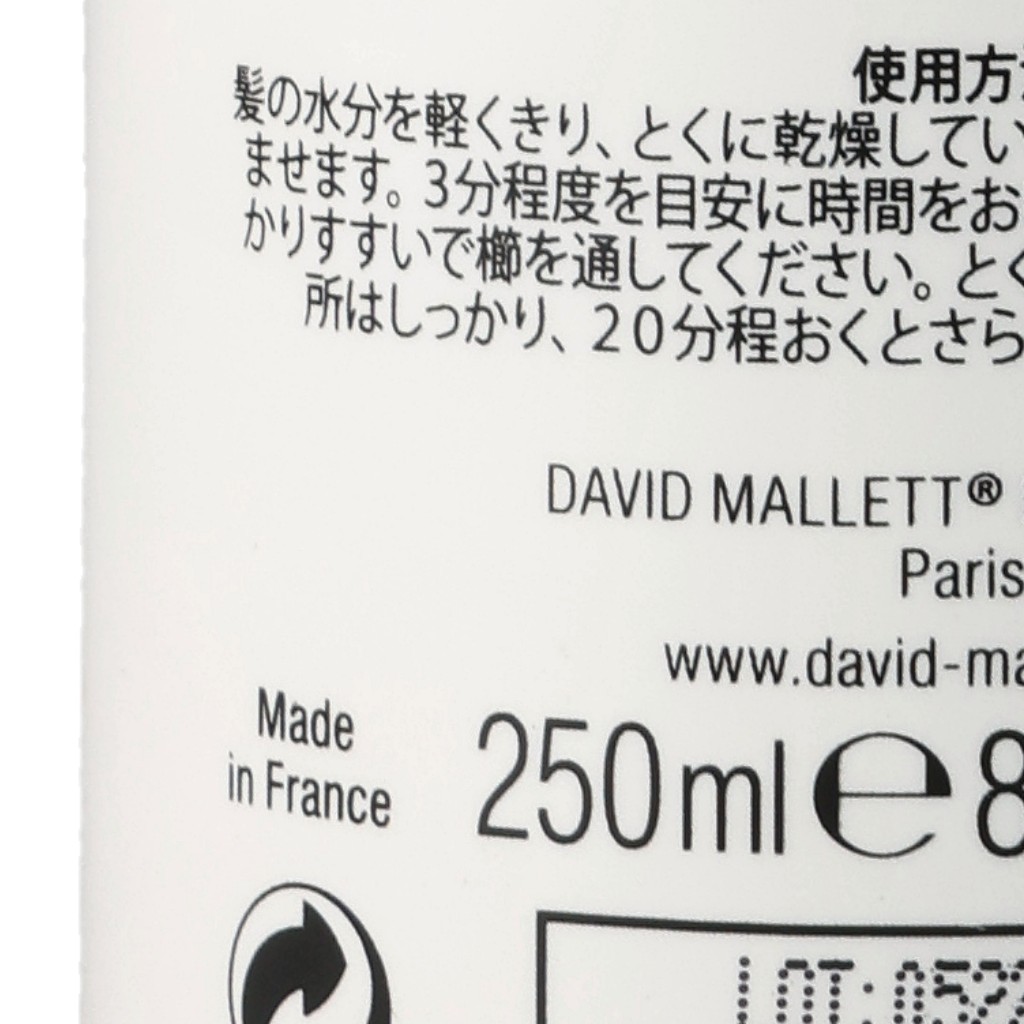 使用方
髪の水分を軽くきり、とくに乾燥してい
ませます。3分程度を目安に時間をお
かりすすいで櫛を通してください。とく
所はしっかり、20分程おくとさら
DAVID MALLETT®
Paris
www.david-ma
Made
in France
250ml e 8
LOT:052